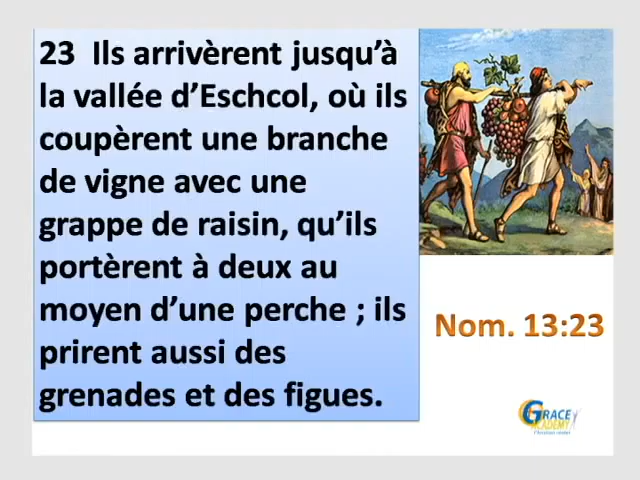 23  Ils arrivèrent jusqu’à
la vallée d’Eschcol, où ils
coupèrent une branche
de vigne avec une
grappe de raisin, qu’ils
portèrent à deux au
moyen d’une perche ; ils
prirent aussi des
grenades et des figues.
Nom. 13:23
GRACE
ACADEMY